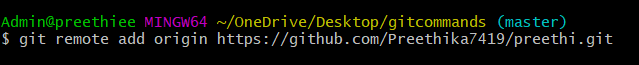 Admin@preethiee MINGW64 ~/OneDrive/Desktop/gitcommands (master)
$ git remote add origin https://github.com/Preethika7419/preethi.git